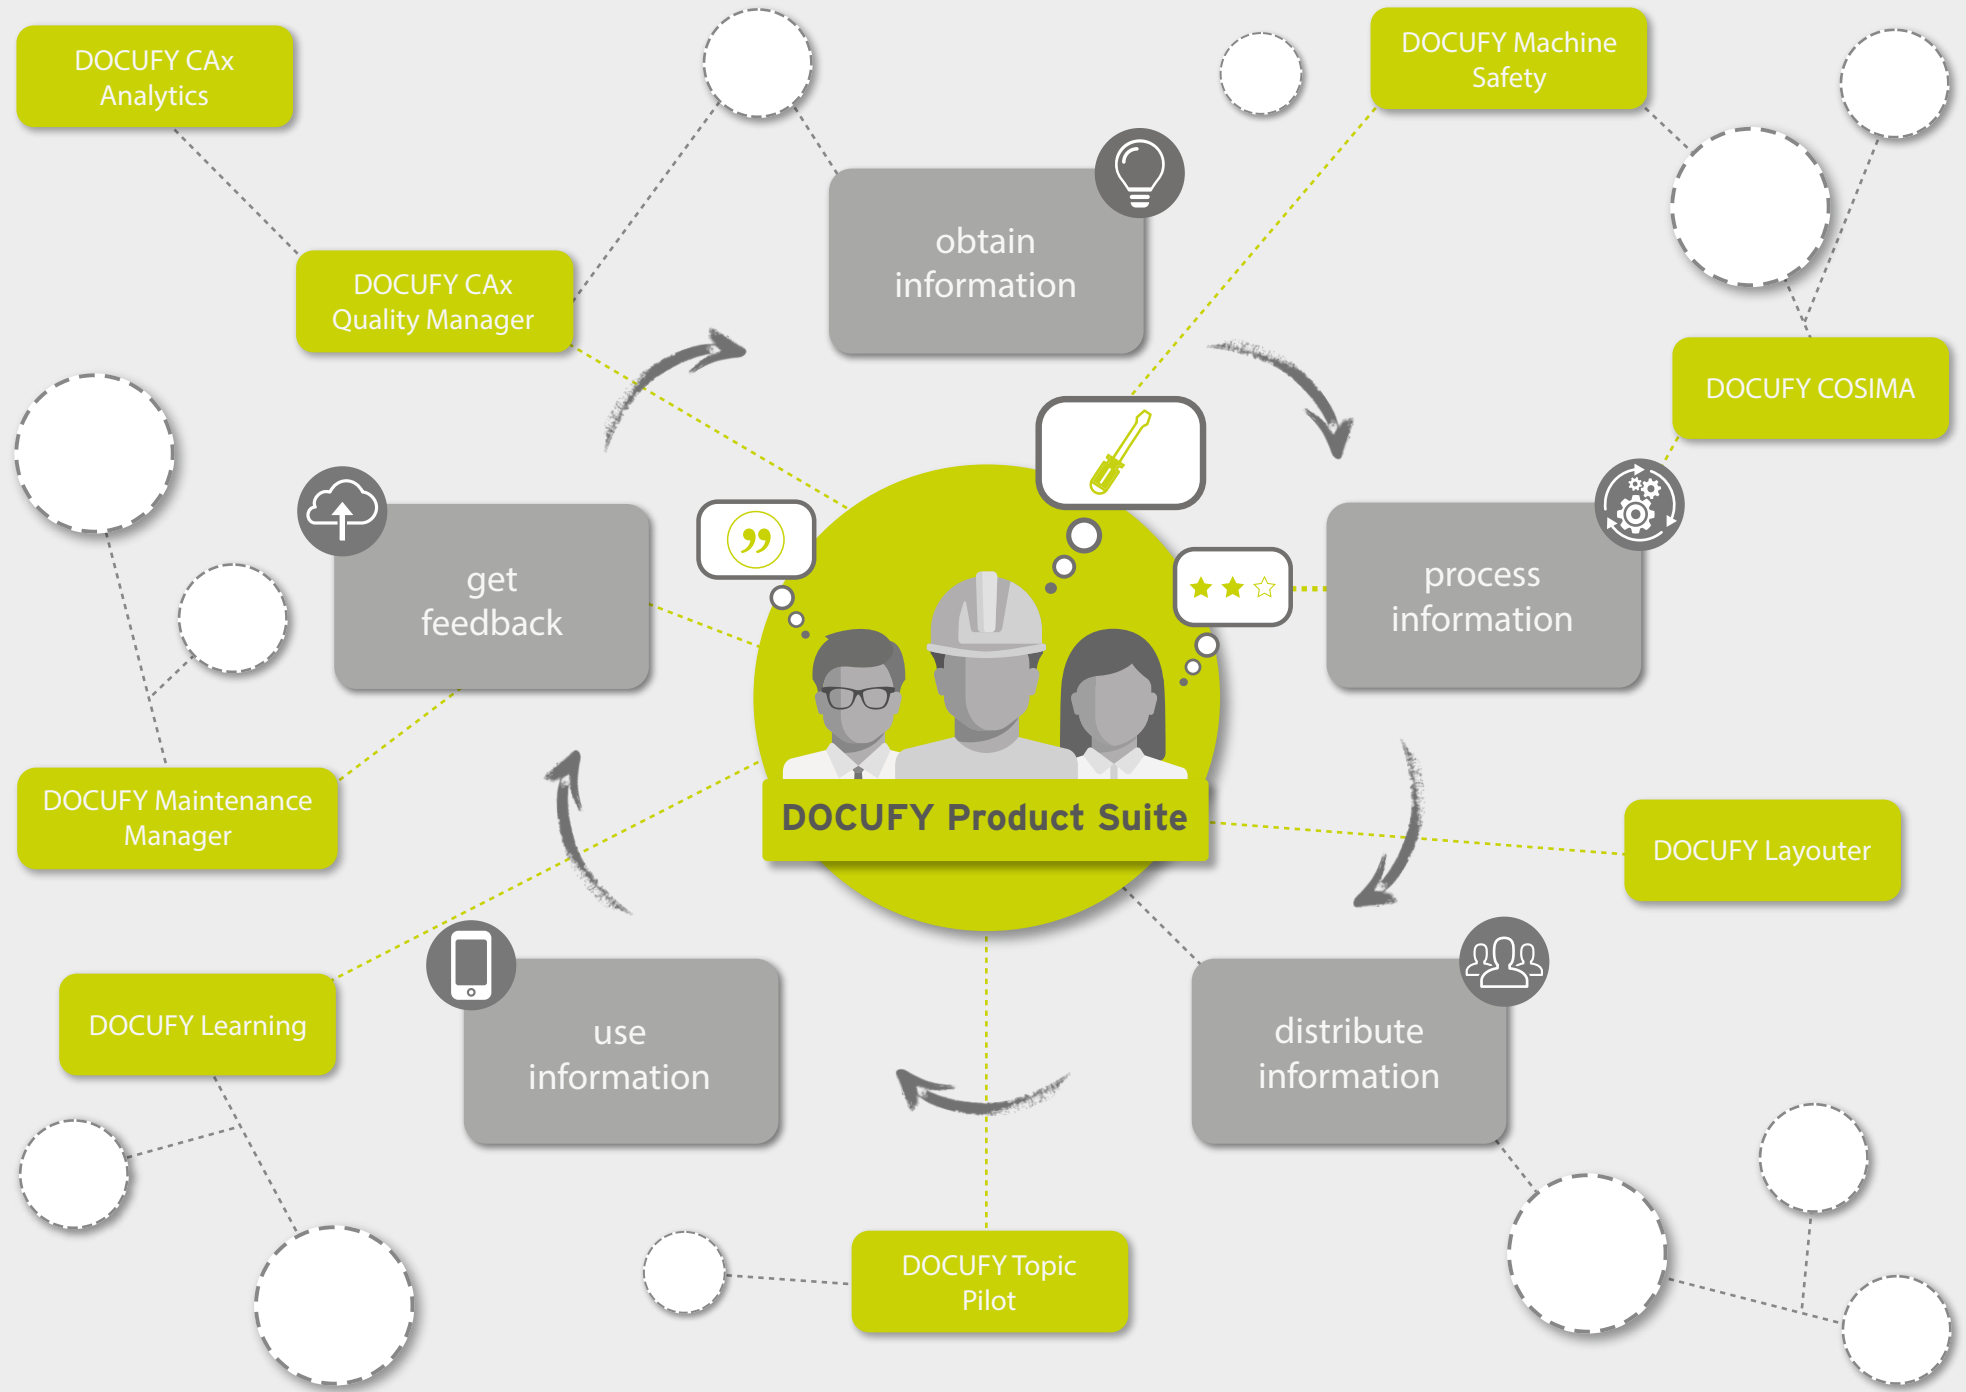 DOCUFY CAx
Analytics
DOCUFY Machine
Safety
obtain
information
DOCUFY CAx
Quality Manager
DOCUFY COSIMA
get
feedback
process
information
DOCUFY Maintenance
Manager
DOCUFY Product Suite
DOCUFY Layouter
DOCUFY Learning
use
information
distribute
information
DOCUFY Topic
Pilot